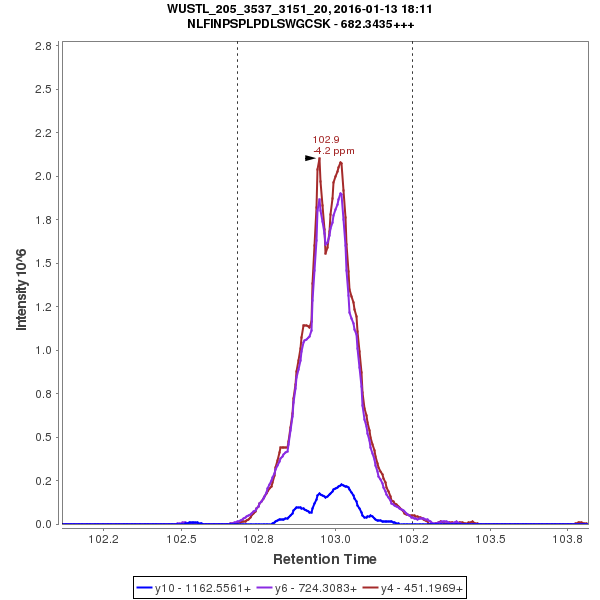 WUSTL_205_3537_3151_20, 2016-01-13 18:11
NLFINPSPLPDLSWGCSK - 682.3435+++
2.8
2.5
2.2
2.0
1.8
1.5
1.2
1.0
0.8
0.5
0.2
0.0
Intensity 10^6
102.9
-4.2 ppm
102.2
102.5
102.8
103.0
103.2
103.5
103.8
Retention Time
y10 - 1162.5561+
y6 - 724.3083+
y4 - 451.1969+